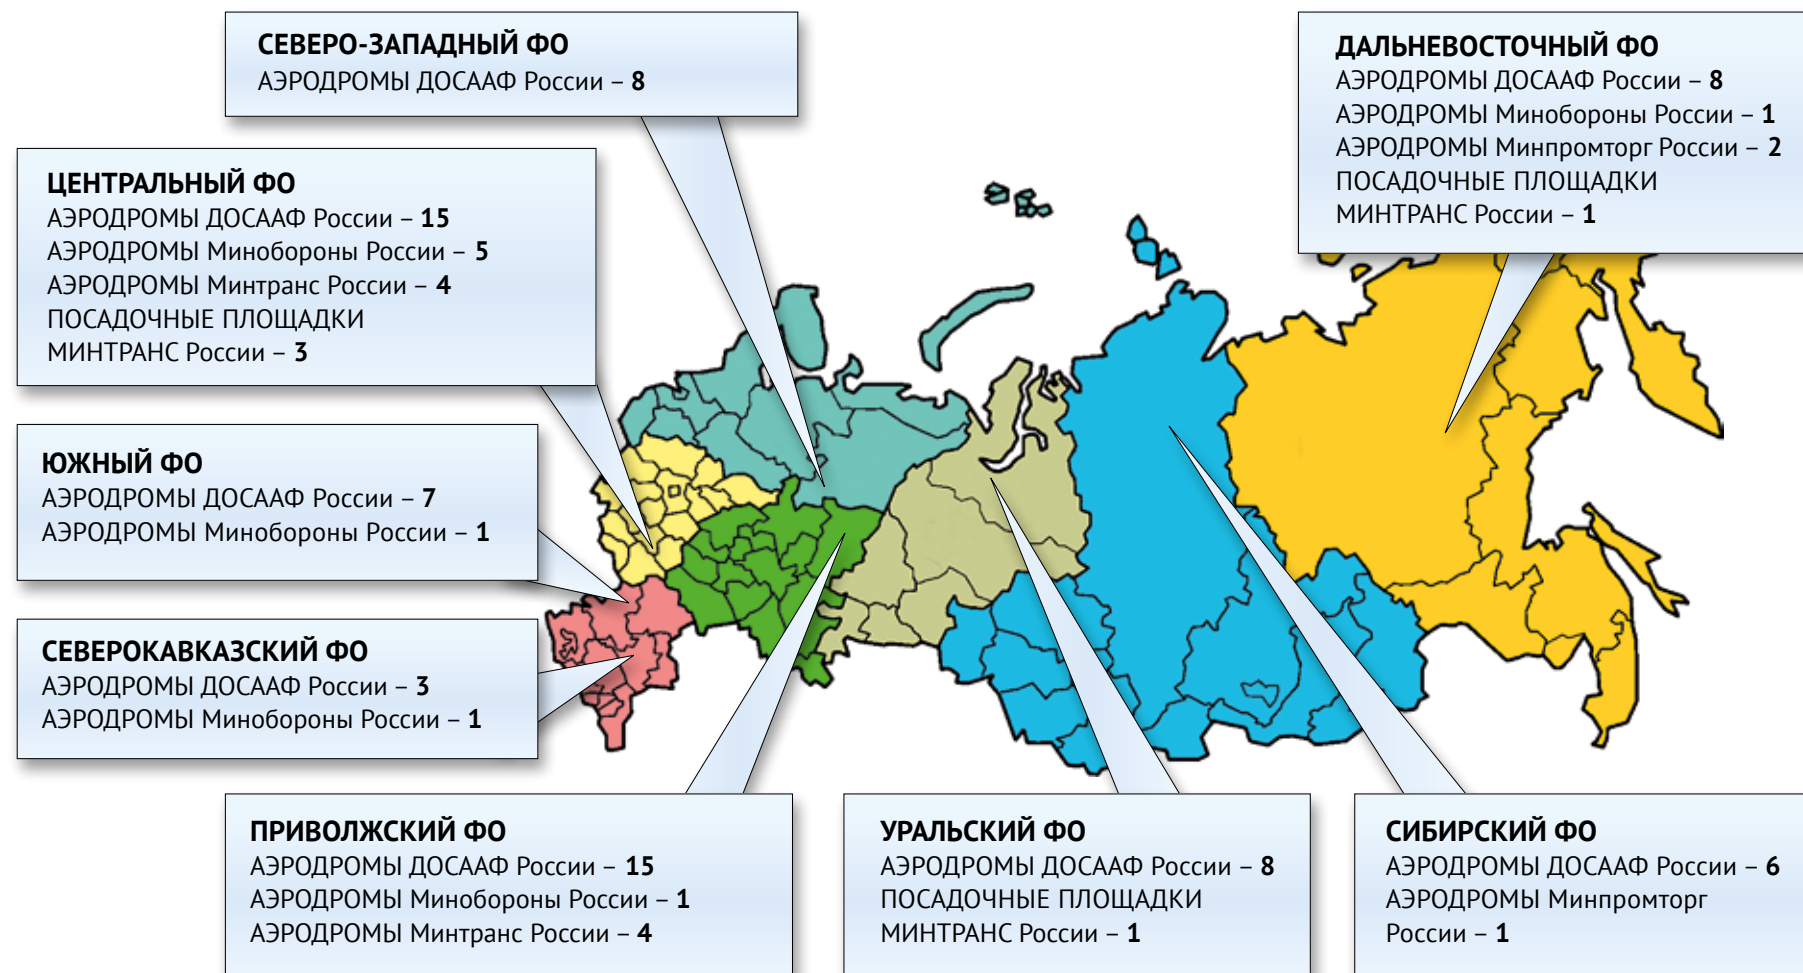 СЕВЕРО-ЗАПАДНЫЙ ФО
АЭРОДРОМЫ ДОСААФ России – 8
ДАЛЬНЕВОСТОЧНЫЙ ФО
АЭРОДРОМЫ ДОСААФ России – 8
АЭРОДРОМЫ Минобороны России – 1
АЭРОДРОМЫ Минпромторг России – 2
ПОСАДОЧНЫЕ ПЛОЩАДКИ
МИНТРАНС России – 1
ЦЕНТРАЛЬНЫЙ ФО
АЭРОДРОМЫ ДОСААФ России – 15
АЭРОДРОМЫ Минобороны России – 5
АЭРОДРОМЫ Минтранс России – 4
ПОСАДОЧНЫЕ ПЛОЩАДКИ
МИНТРАНС России – 3
ЮЖНЫЙ ФО
АЭРОДРОМЫ ДОСААФ России – 7
АЭРОДРОМЫ Минобороны России – 1
СЕВЕРОКАВКАЗСКИЙ ФО
АЭРОДРОМЫ ДОСААФ России – 3
АЭРОДРОМЫ Минобороны России – 1
ПРИВОЛЖСКИЙ ФО
АЭРОДРОМЫ ДОСААФ России – 15
АЭРОДРОМЫ Минобороны России – 1
АЭРОДРОМЫ Минтранс России – 4
УРАЛЬСКИЙ ФО
АЭРОДРОМЫ ДОСААФ России – 8
ПОСАДОЧНЫЕ ПЛОЩАДКИ
МИНТРАНС России – 1
СИБИРСКИЙ ФО
АЭРОДРОМЫ ДОСААФ России – 6
АЭРОДРОМЫ Минпромторг
России – 1